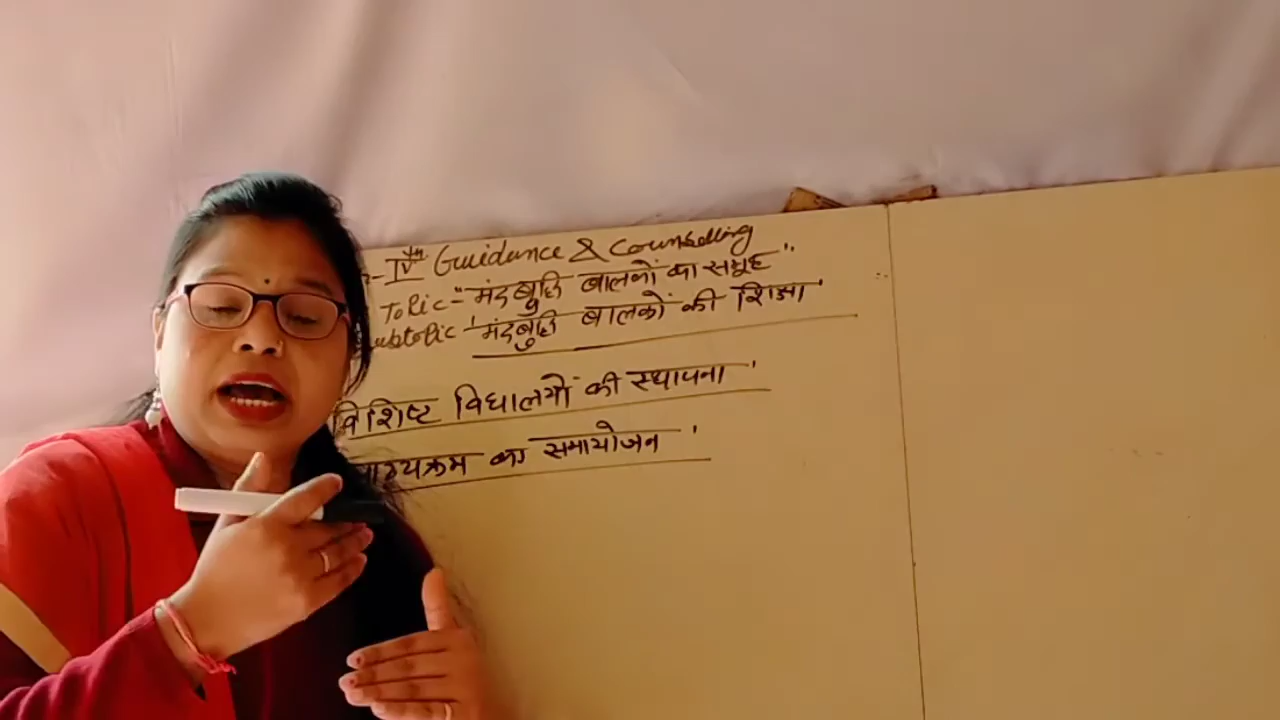 IVth Guidance & Counselling
Topic - "मंदबुद्धि बालकों का समूह"
Subtopic - 'मंदबुद्धि बालकों की शिक्षा'
विशिष्ट विधालयों की स्थापना'
पाठ्यक्रम का समायोजन'